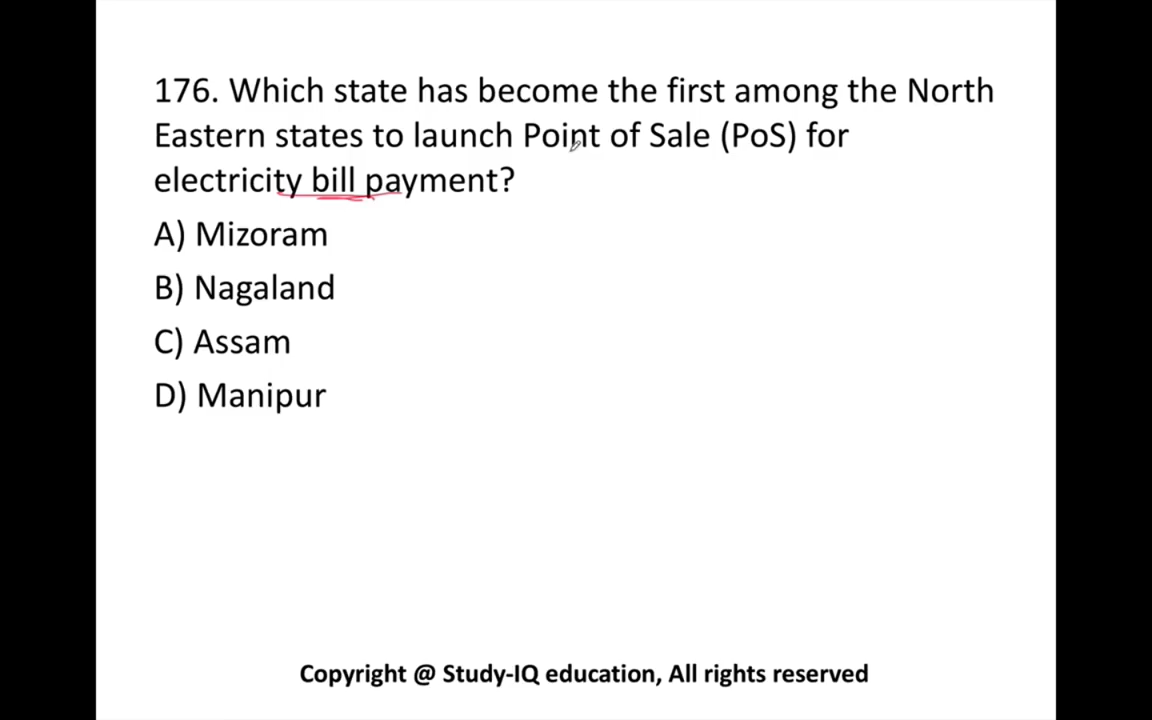 176. Which state has become the first among the North
Eastern states to launch Point of Sale (PoS) for
electricity bill payment?
A) Mizoram
B) Nagaland
C) Assam
D) Manipur
Copyright @ Study-IQ education, All rights reserved